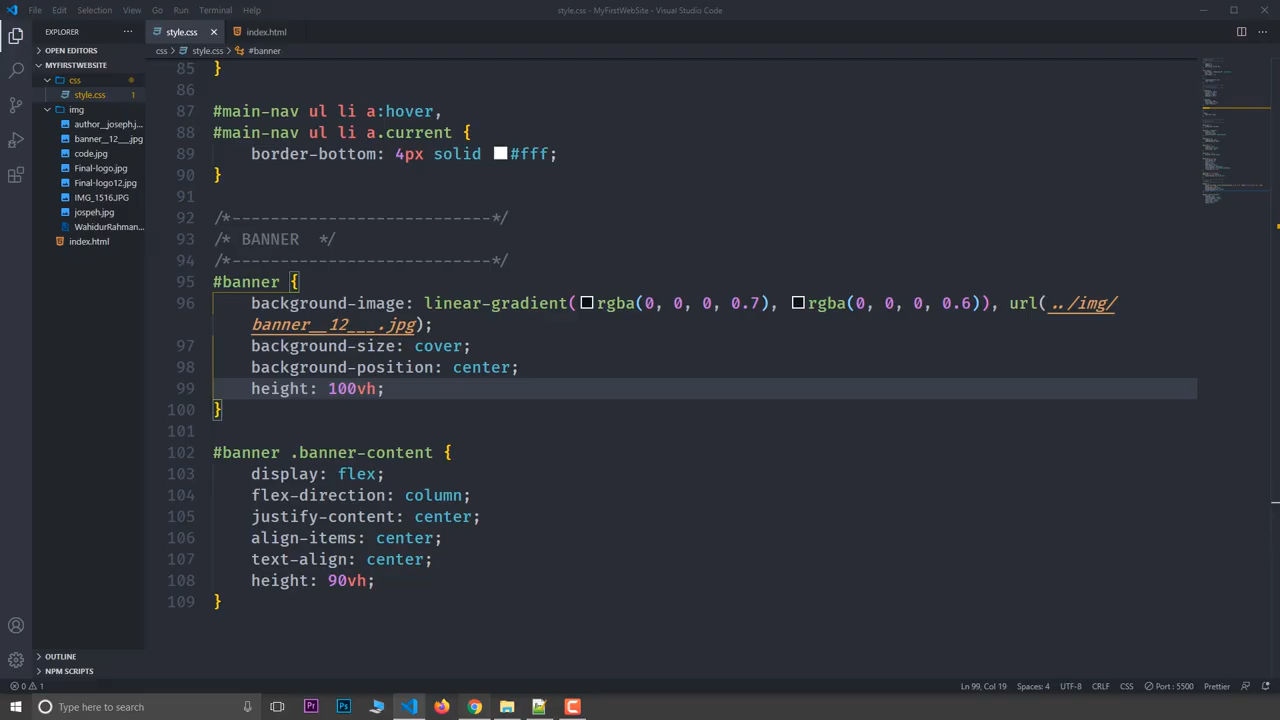 File Edit Selection View Go Run Terminal Help
style.css - MyFirstWebSite - Visual Studio Code
EXPLORER
OPEN EDITORS
MYFIRSTWEBSITE
css
style.css 1
img
author__joseph.j...
banner__12___.jpg
code.jpg
Final-logo.jpg
Final-logo12.jpg
IMG_1516.JPG
jospeh.jpg
WahidurRahman...
index.html
OUTLINE
NPM SCRIPTS
style.css index.html
css > style.css > #banner
85 }
86
87 #main-nav ul li a:hover,
88 #main-nav ul li a.current {
89 border-bottom: 4px solid #fff;
90 }
91
92 /*---------------------------*/
93 /* BANNER */
94 /*---------------------------*/
95 #banner {
96 background-image: linear-gradient(rgba(0, 0, 0, 0.7), rgba(0, 0, 0, 0.6)), url(../img/
banner__12___.jpg);
97 background-size: cover;
98 background-position: center;
99 height: 100vh;
100 }
101
102 #banner .banner-content {
103 display: flex;
104 flex-direction: column;
105 justify-content: center;
106 align-items: center;
107 text-align: center;
108 height: 90vh;
109 }
0 1 Ln 99, Col 19 Spaces: 4 UTF-8 CRLF CSS Port : 5500 Prettier
Type here to search Pr Ps